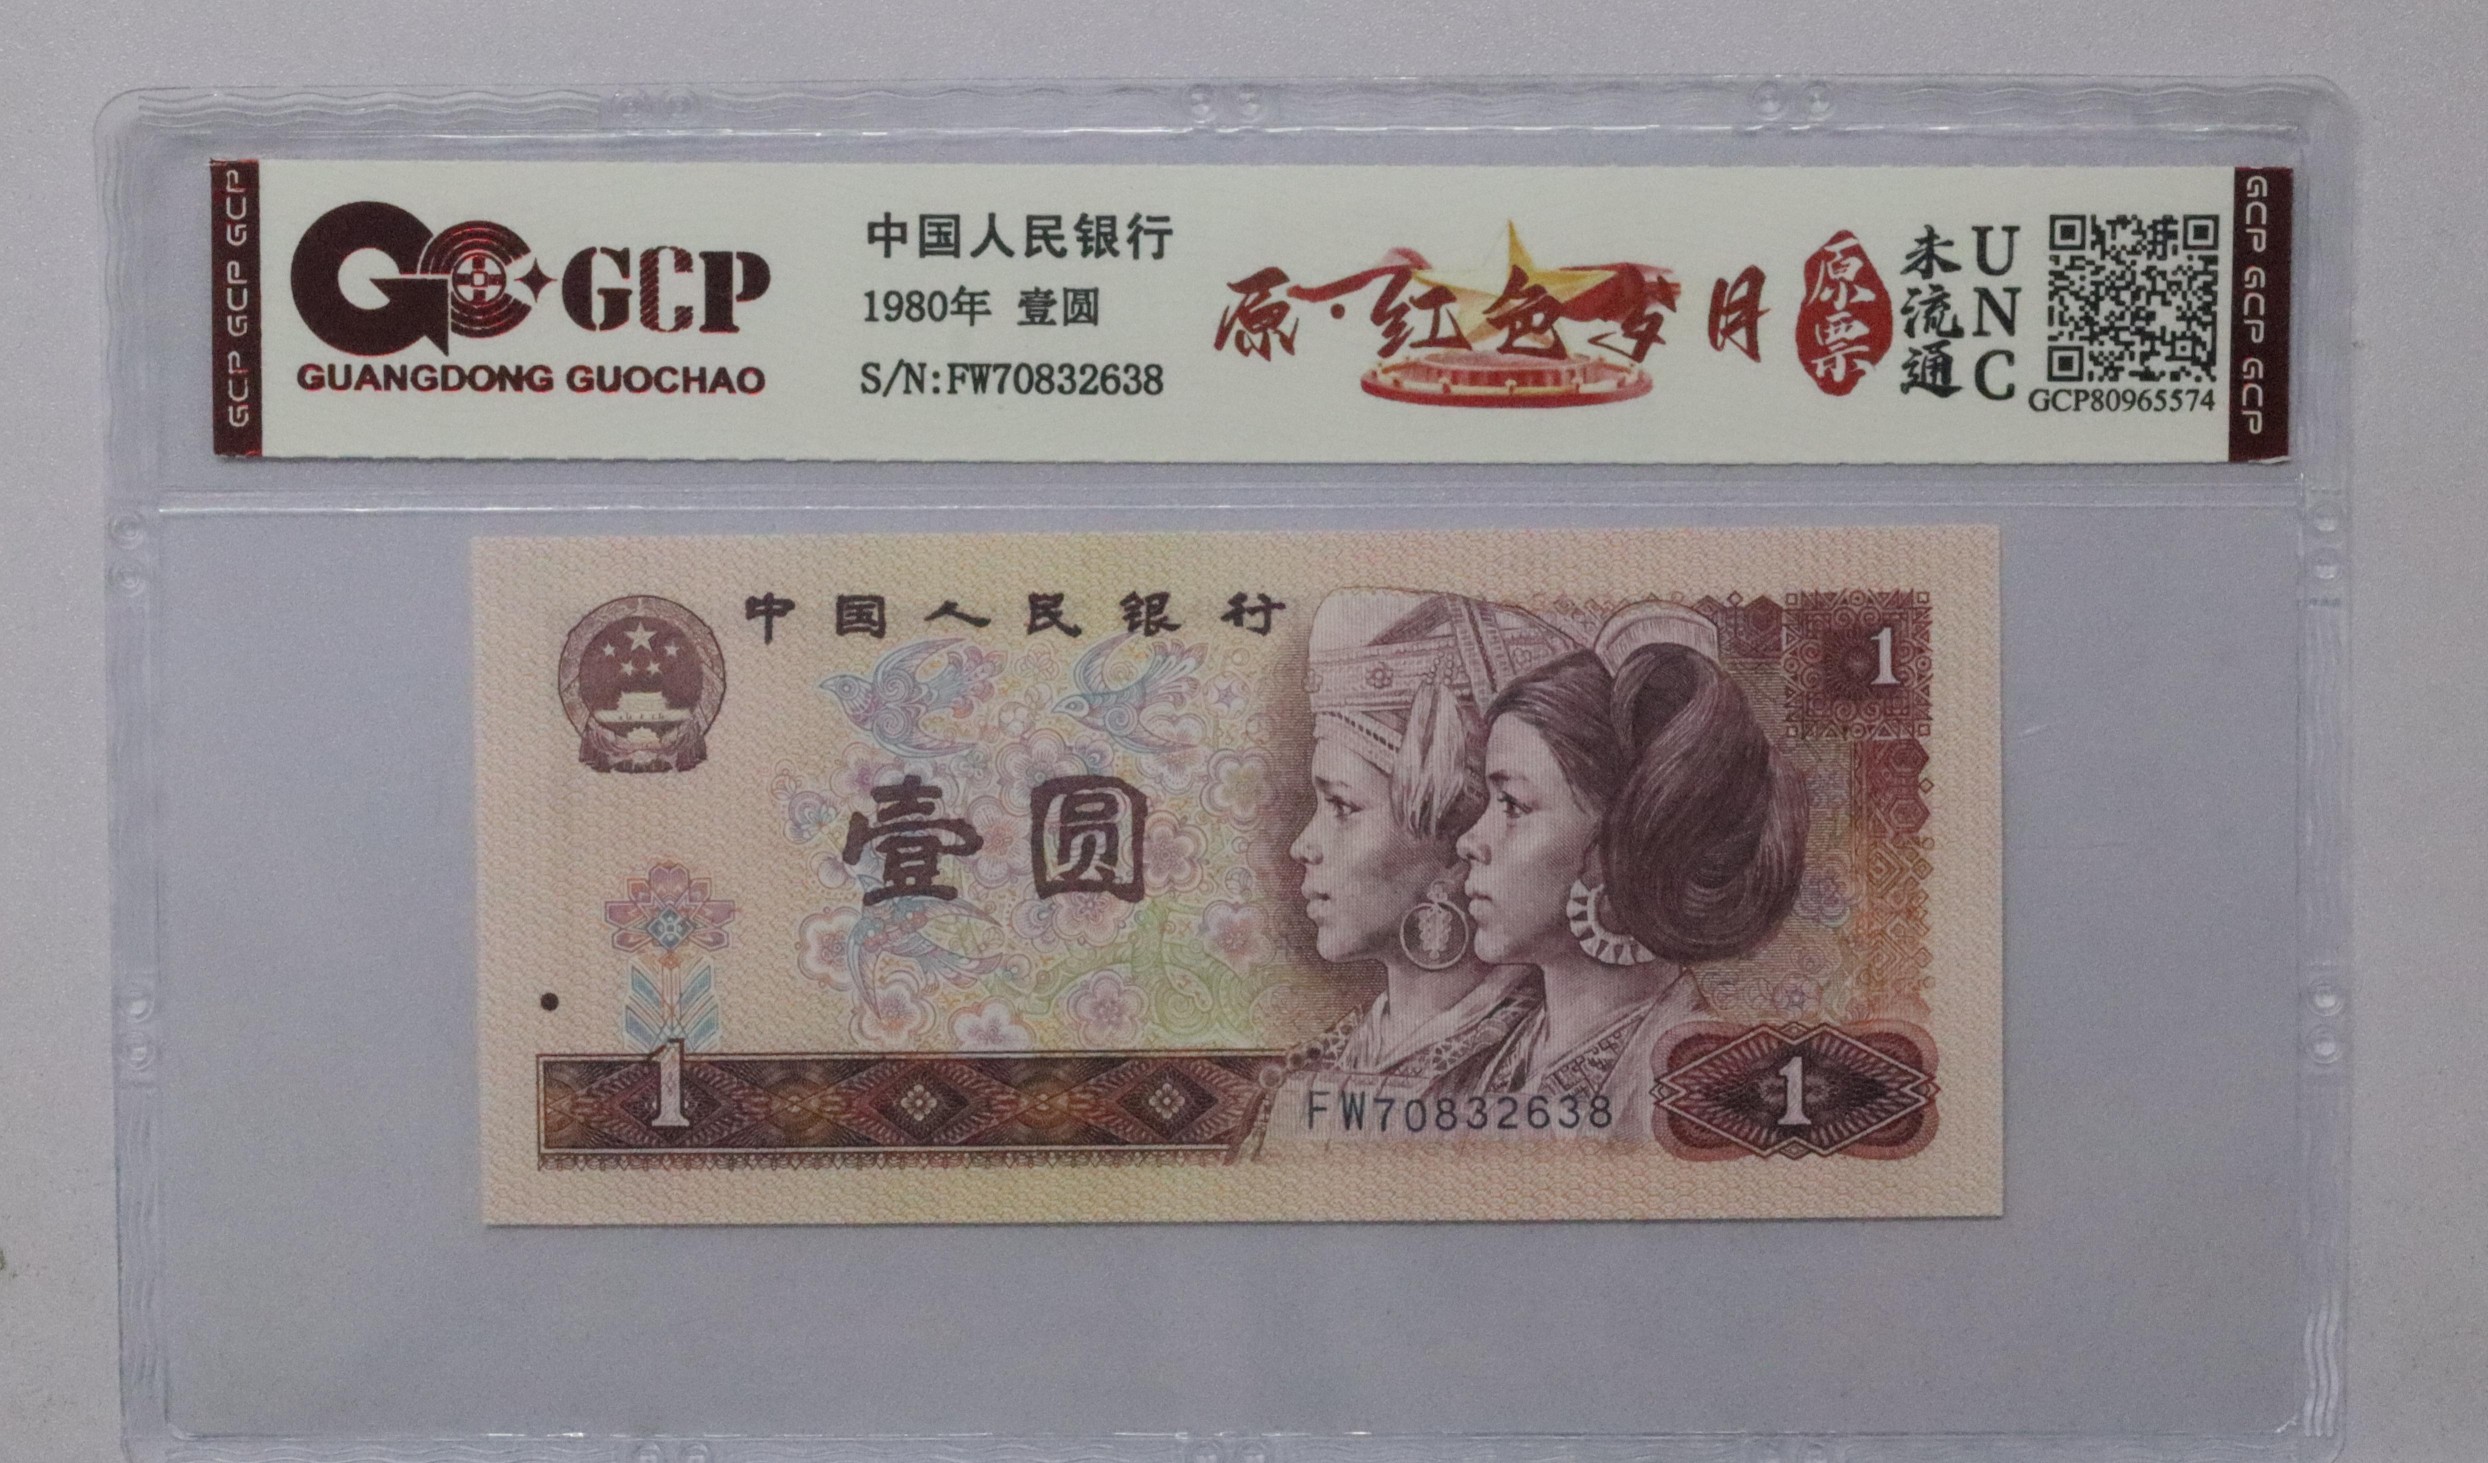 GCP GCP GCP
GCP
GUANGDONG GUOCHAO
中国人民银行
1980年 壹圆
S/N:FW70832638
原·红色岁月
原票
未流通
UNC
GCP80965574
GCP GCP GCP
中国人民银行
1
壹圆
1
FW70832638
1